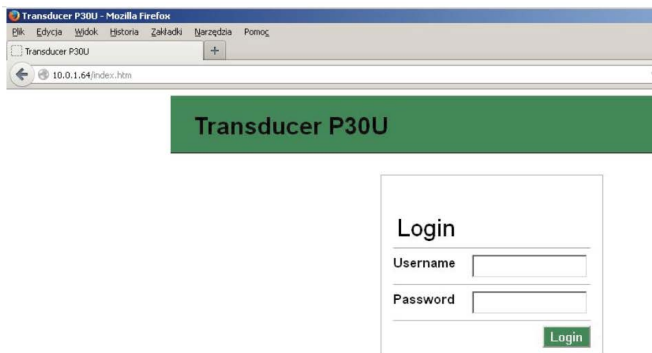 Transducer P30U - Mozilla Firefox
Plik Edycja Widok Historia Zakładki Narzędzia Pomoc
Transducer P30U +
10.0.1.64/index.htm
Transducer P30U
Login
Username
Password
Login